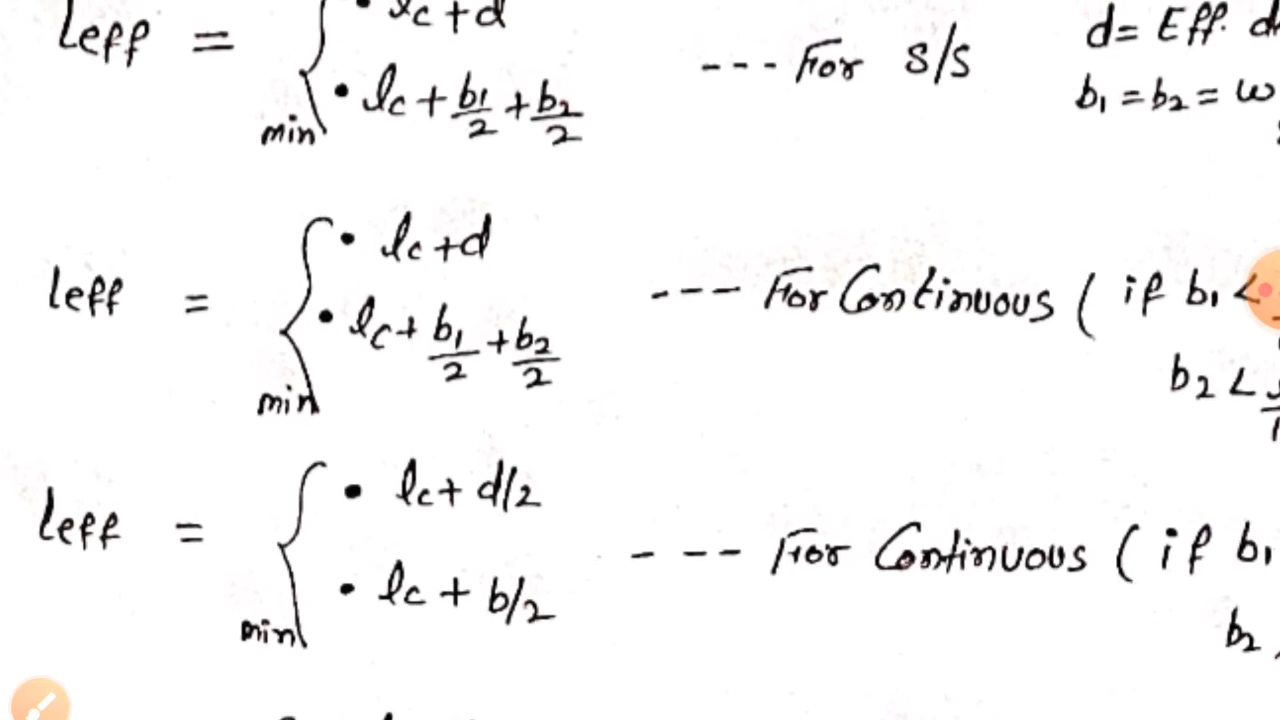 leff = min { • lc + d --- For S/S d = Eff.
• lc + b1/2 + b2/2 b1 = b2 = w
leff = min { • lc + d --- For Continuous ( if b1 <
• lc + b1/2 + b2/2 b2 <
leff = min { • lc + d/2 --- For Continuous ( if b1
• lc + b/2 b2